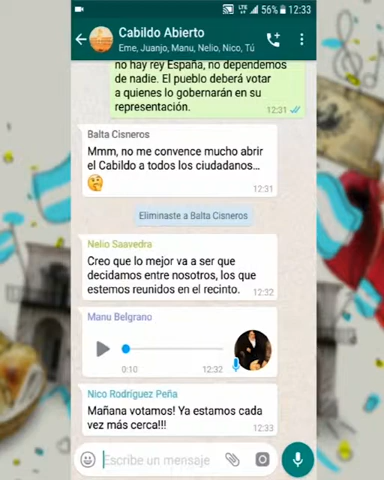 LTE 56% 12:33
Cabildo Abierto
Eme, Juanjo, Manu, Nelio, Nico, Tú
no hay rey España, no dependemos
de nadie. El pueblo deberá votar
a quienes lo gobernarán en su
representación.
12:31
Balta Cisneros
Mmm, no me convence mucho abrir
el Cabildo a todos los ciudadanos...
12:31
Eliminaste a Balta Cisneros
Nelio Saavedra
Creo que lo mejor va a ser que
decidamos entre nosotros, los que
estemos reunidos en el recinto.
12:32
Manu Belgrano
0:10 12:32
Nico Rodríguez Peña
Mañana votamos! Ya estamos cada
vez más cerca!!!
12:33
Escribe un mensaje